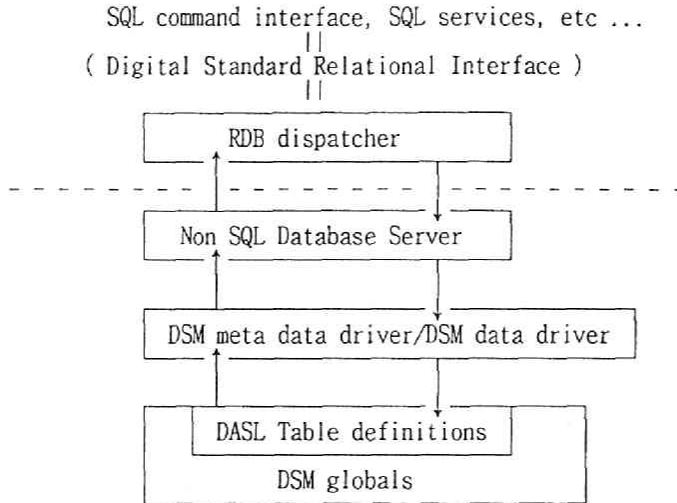 SQL command interface, SQL services, etc ...
( Digital Standard Relational Interface )
RDB dispatcher
Non SQL Database Server
DSM meta data driver/DSM data driver
DASL Table definitions
DSM globals